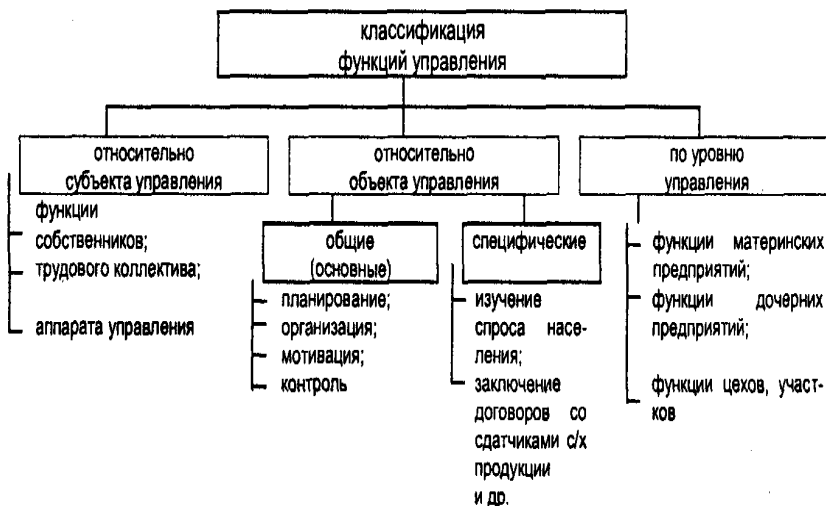 классификация
функций управления
относительно
субъекта управления
функции
собственников;
трудового коллектива;
аппарата управления
относительно
объекта управления
общие
(основные)
планирование;
организация;
мотивация;
контроль
специфические
изучение
спроса насе-
ления;
заключение
договоров со
сдатчиками с/х
продукции
и др.
по уровню
управления
функции материнских
предприятий;
функции дочерних
предприятий;
функции цехов, участ-
ков